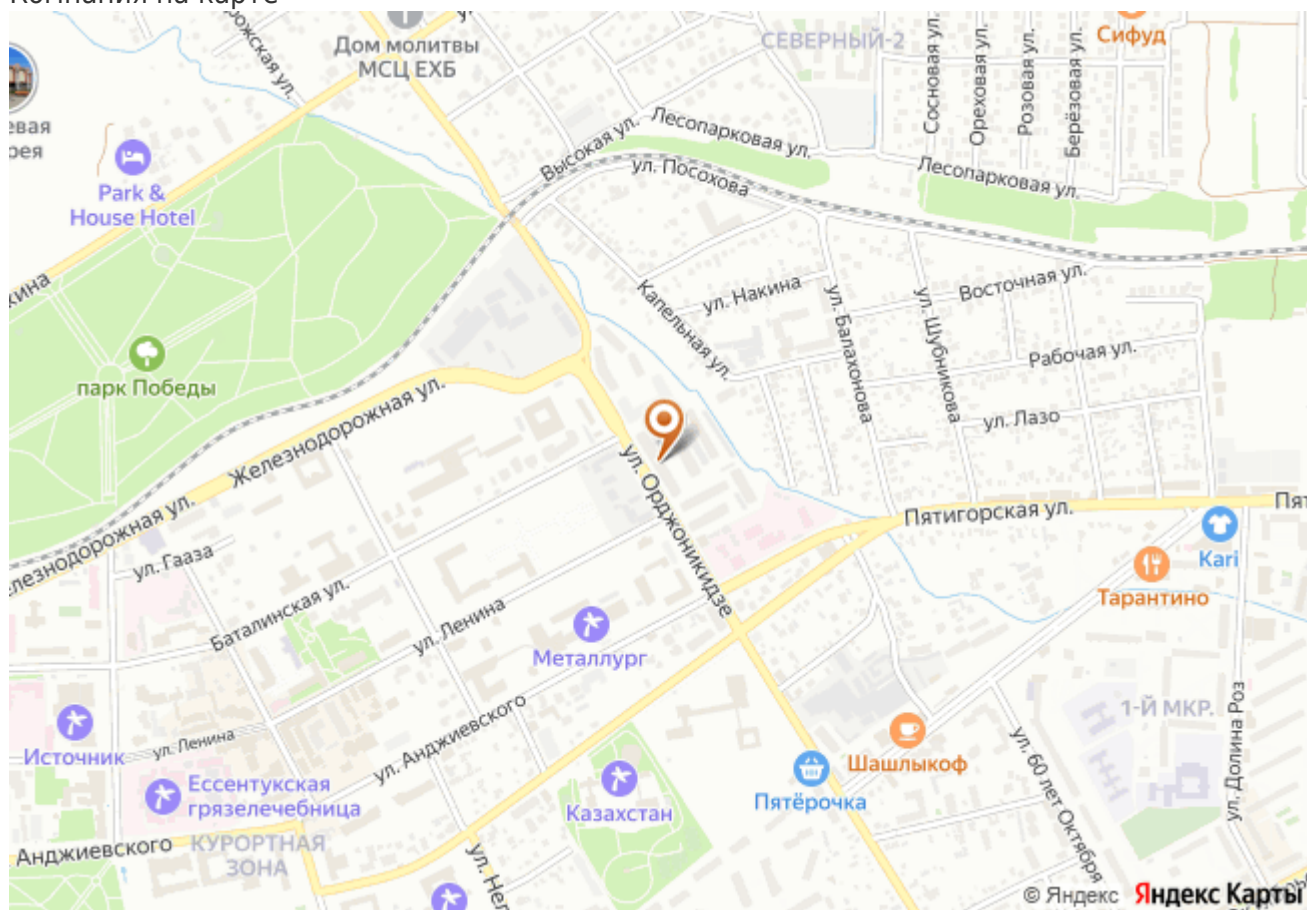 Компания на карте
Дом молитвы
МСЦ ЕХБ
СЕВЕРНЫЙ-2
Сифуд
Сосновая ул.
Ореховая ул.
Розовая ул.
Берёзовая ул.
Park &
House Hotel
Высокая ул.
Лесопарковая ул.
Лесопарковая ул.
ул. Посохова
парк Победы
Капельная ул.
ул. Накина
ул. Балахонова
ул. Шубникова
Восточная ул.
Рабочая ул.
ул. Лазо
Железнодорожная ул.
ул. Орджоникидзе
Пятигорская ул.
Kari
Тарантино
ул. Гааза
Баталинская ул.
ул. Ленина
Металлург
Источник
ул. Ленина
ул. Анджиевского
Ессентукская
грязелечебница
Казахстан
Шашлыкоф
Пятёрочка
1-Й МКР.
ул. Долина Роз
ул. 60 лет Октября
Анджиевского
КУРОРТНАЯ
ЗОНА
© Яндекс Яндекс Карты